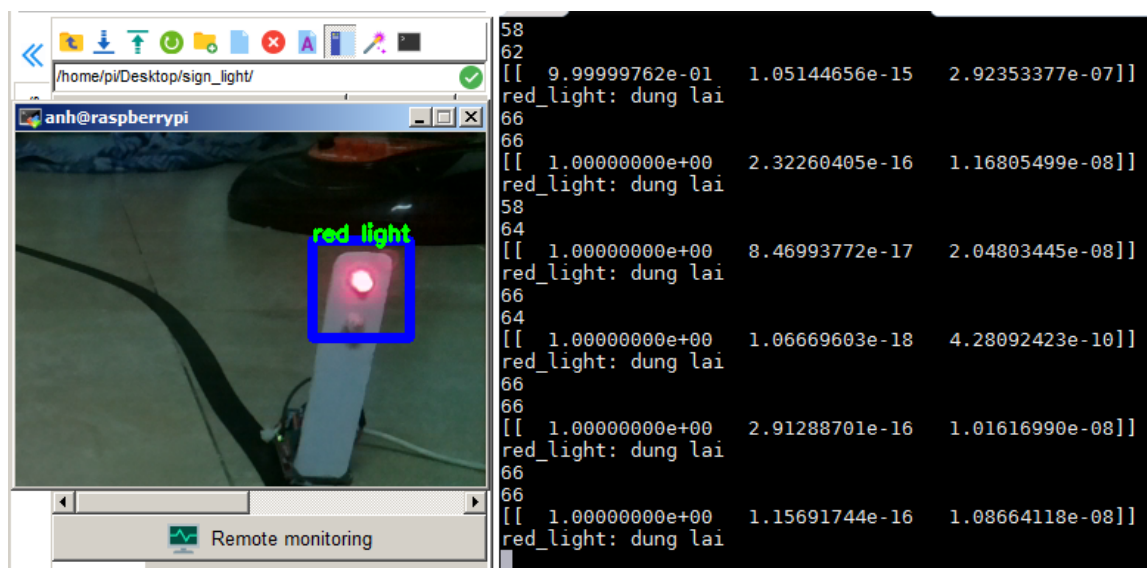 /home/pi/Desktop/sign_light/
anh@raspberrypi
red_light
Remote monitoring
58
62
[[ 9.99999762e-01 1.05144656e-15 2.92353377e-07]]
red_light: dung lai
66
66
[[ 1.00000000e+00 2.32260405e-16 1.16805499e-08]]
red_light: dung lai
58
64
[[ 1.00000000e+00 8.46993772e-17 2.04803445e-08]]
red_light: dung lai
66
64
[[ 1.00000000e+00 1.06669603e-18 4.28092423e-10]]
red_light: dung lai
66
66
[[ 1.00000000e+00 2.91288701e-16 1.01616990e-08]]
red_light: dung lai
66
66
[[ 1.00000000e+00 1.15691744e-16 1.08664118e-08]]
red_light: dung lai